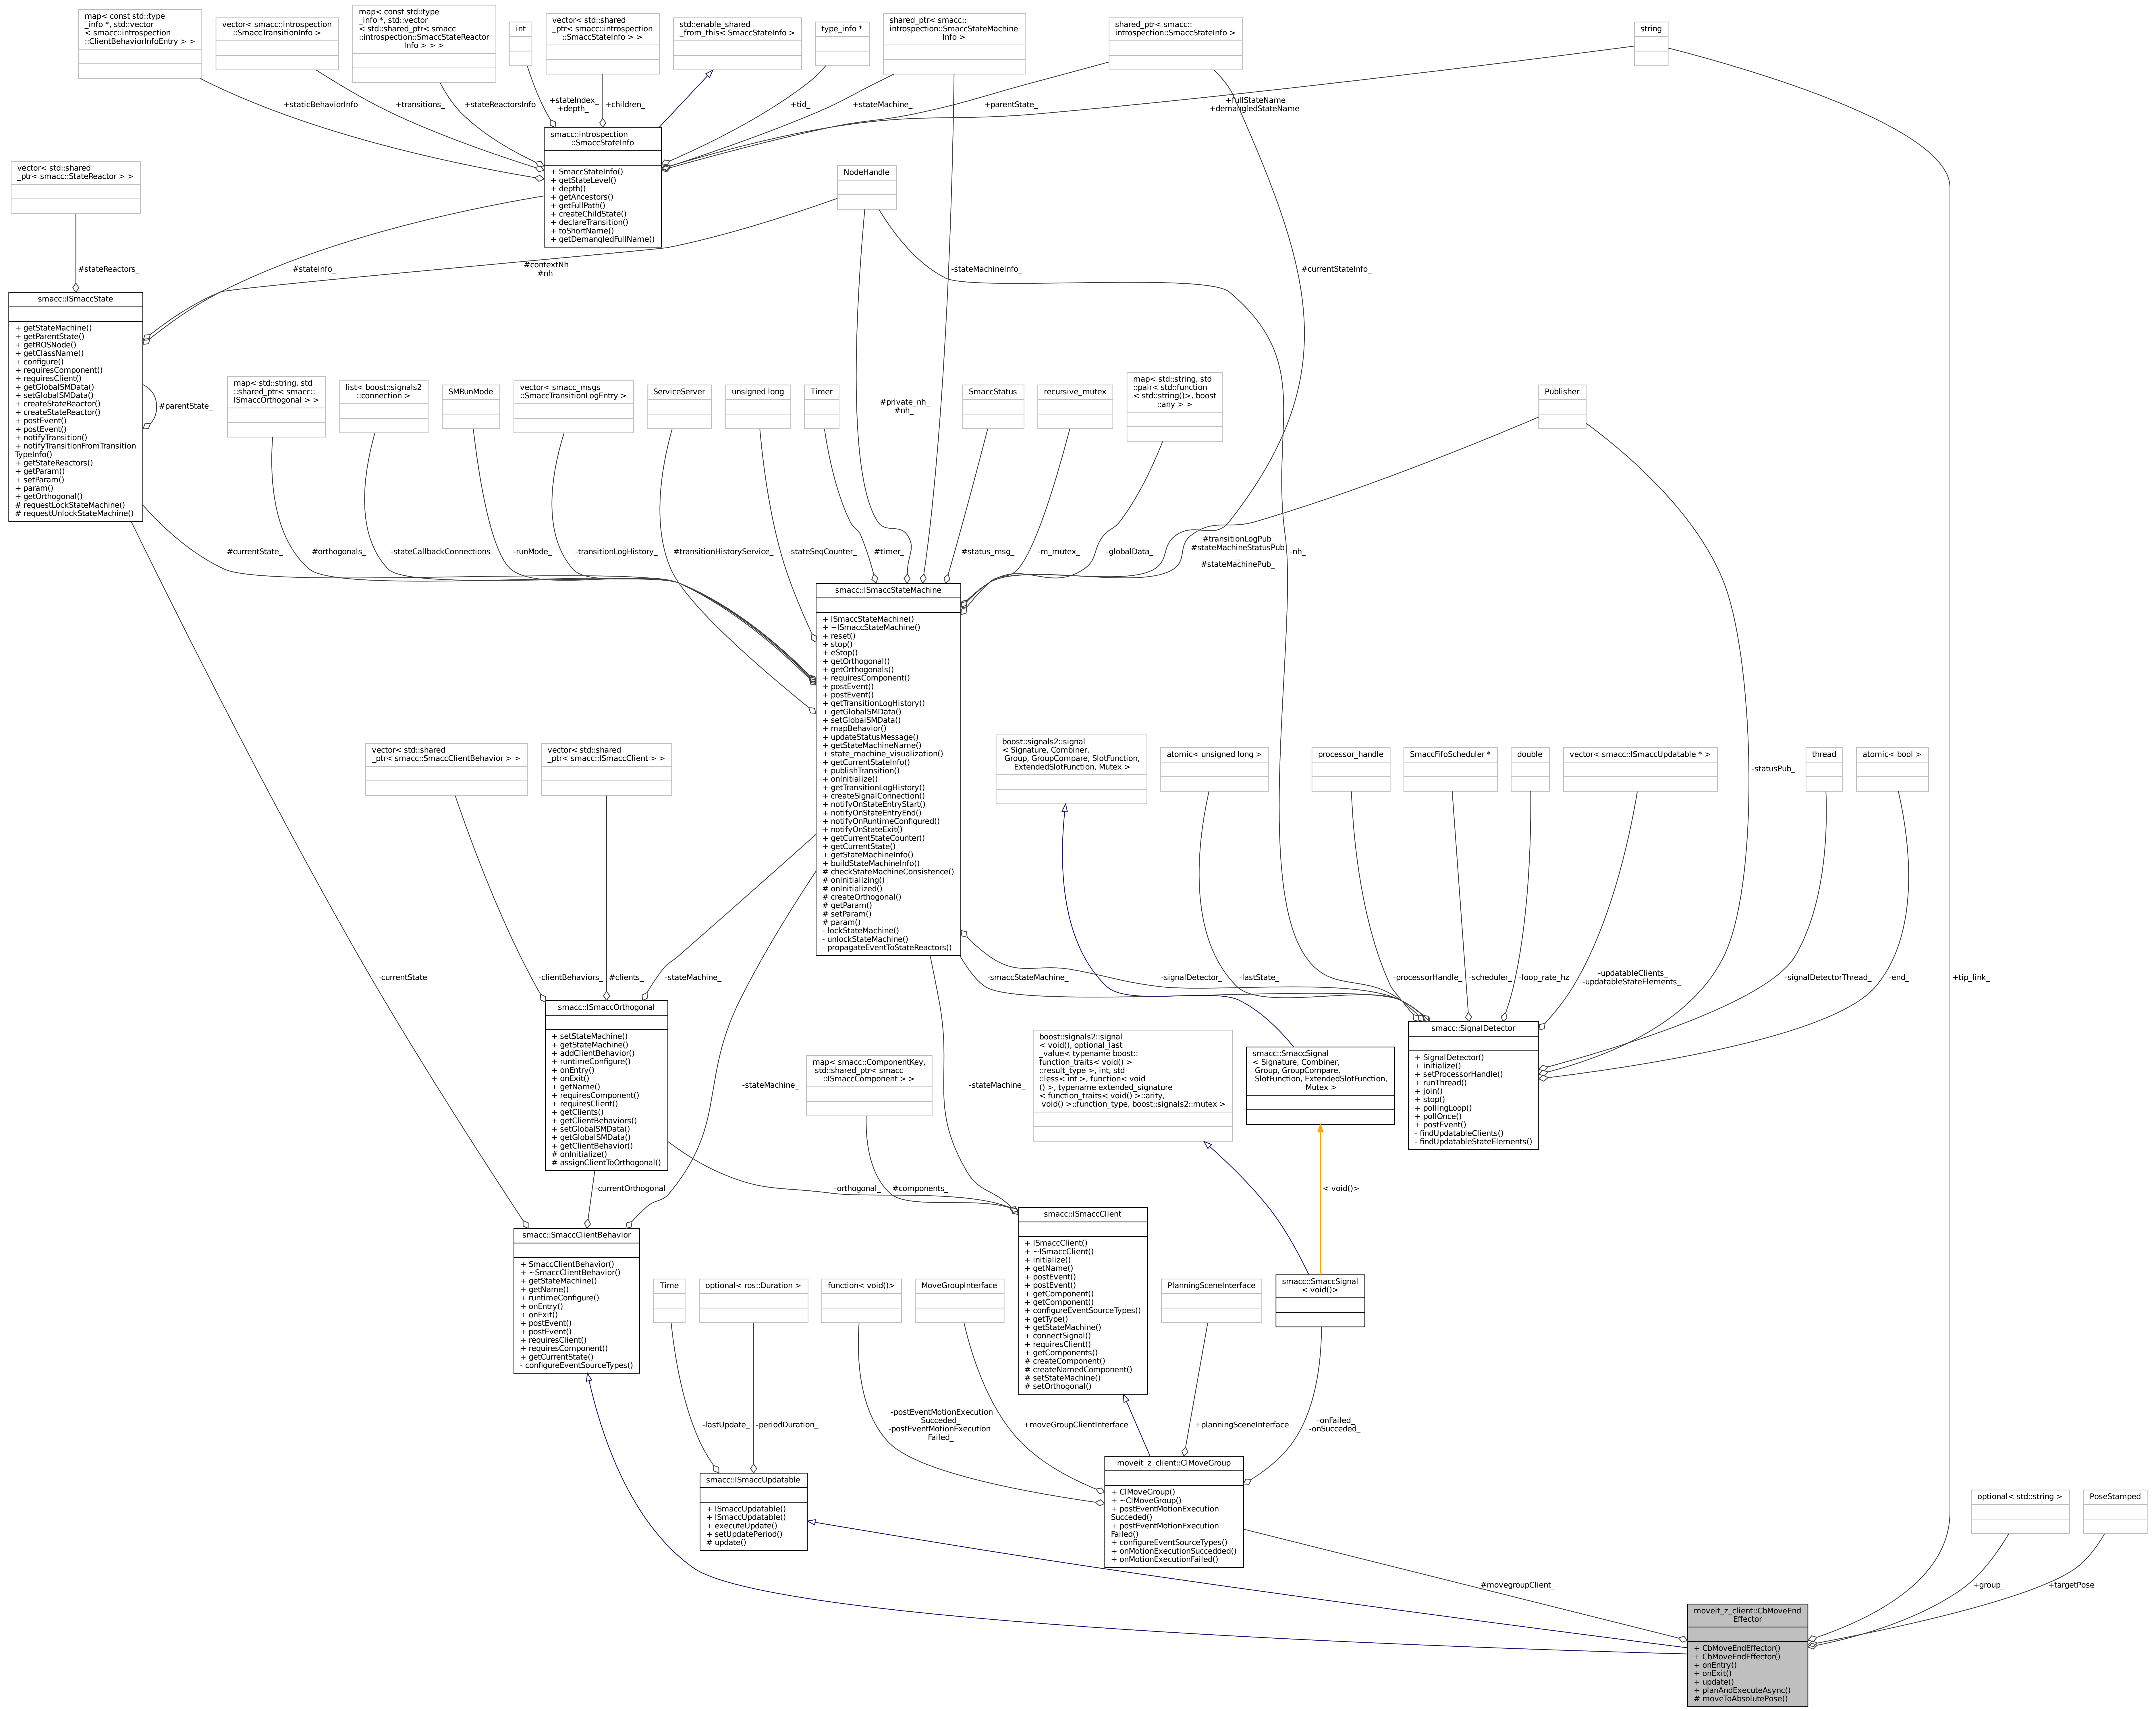 map< const std::type
_info *, std::vector
< smacc::introspection
::ClientBehaviorInfoEntry > >
vector< smacc::introspection
::SmaccTransitionInfo >
map< const std::type
_info *, std::vector
< std::shared_ptr< smacc
::introspection::SmaccStateReactor
Info > > >
int
vector< std::shared
_ptr< smacc::introspection
::SmaccStateInfo > >
std::enable_shared
_from_this< SmaccStateInfo >
type_info *
shared_ptr< smacc::
introspection::SmaccStateMachine
Info >
shared_ptr< smacc::
introspection::SmaccStateInfo >
string
+staticBehaviorInfo
+transitions_
+stateReactorsInfo
+stateIndex_
+depth_
+children_
+tid_
+stateMachine_
+parentState_
+fullStateName
+demangledStateName
smacc::introspection
::SmaccStateInfo
+ SmaccStateInfo()
+ getStateLevel()
+ depth()
+ getAncestors()
+ getFullPath()
+ createChildState()
+ declareTransition()
+ toShortName()
+ getDemangledFullName()
vector< std::shared
_ptr< smacc::StateReactor > >
NodeHandle
#stateReactors_
#stateInfo_
#contextNh
#nh
-stateMachineInfo_
#currentStateInfo_
smacc::ISmaccState
+ getStateMachine()
+ getParentState()
+ getROSNode()
+ getClassName()
+ configure()
+ requiresComponent()
+ requiresClient()
+ getGlobalSMData()
+ setGlobalSMData()
+ createStateReactor()
+ createStateReactor()
+ postEvent()
+ postEvent()
+ notifyTransition()
+ notifyTransitionFromTransition
TypeInfo()
+ getStateReactors()
+ getParam()
+ setParam()
+ param()
+ getOrthogonal()
# requestLockStateMachine()
# requestUnlockStateMachine()
#parentState_
map< std::string, std
::shared_ptr< smacc::
ISmaccOrthogonal > >
list< boost::signals2
::connection >
SMRunMode
vector< smacc_msgs
::SmaccTransitionLogEntry >
ServiceServer
unsigned long
Timer
#private_nh_
#nh_
SmaccStatus
recursive_mutex
map< std::string, std
::pair< std::function
< std::string()>, boost
::any > >
Publisher
#currentState_
#orthogonals_
-stateCallbackConnections
-runMode_
-transitionLogHistory_
#transitionHistoryService_
-stateSeqCounter_
#timer_
#status_msg_
-m_mutex_
-globalData_
#transitionLogPub_
#stateMachineStatusPub
_
#stateMachinePub_
-nh_
smacc::ISmaccStateMachine
+ ISmaccStateMachine()
+ ~ISmaccStateMachine()
+ reset()
+ stop()
+ eStop()
+ getOrthogonal()
+ getOrthogonals()
+ requiresComponent()
+ postEvent()
+ postEvent()
+ getTransitionLogHistory()
+ getGlobalSMData()
+ setGlobalSMData()
+ mapBehavior()
+ updateStatusMessage()
+ getStateMachineName()
+ state_machine_visualization()
+ getCurrentStateInfo()
+ publishTransition()
+ onInitialize()
+ getTransitionLogHistory()
+ createSignalConnection()
+ notifyOnStateEntryStart()
+ notifyOnStateEntryEnd()
+ notifyOnRuntimeConfigured()
+ notifyOnStateExit()
+ getCurrentStateCounter()
+ getCurrentState()
+ getStateMachineInfo()
+ buildStateMachineInfo()
# checkStateMachineConsistence()
# onInitializing()
# onInitialized()
# createOrthogonal()
# getParam()
# setParam()
# param()
- lockStateMachine()
- unlockStateMachine()
- propagateEventToStateReactors()
vector< std::shared
_ptr< smacc::SmaccClientBehavior > >
vector< std::shared
_ptr< smacc::ISmaccClient > >
boost::signals2::signal
< Signature, Combiner,
Group, GroupCompare, SlotFunction,
ExtendedSlotFunction, Mutex >
atomic< unsigned long >
processor_handle
SmaccFifoScheduler *
double
vector< smacc::ISmaccUpdatable * >
-statusPub_
thread
atomic< bool >
-currentState
-clientBehaviors_
#clients_
-stateMachine_
-smaccStateMachine_
-signalDetector_
-lastState_
-processorHandle_
-scheduler_
-loop_rate_hz
-updatableClients_
-updatableStateElements_
-signalDetectorThread_
-end_
+tip_link_
smacc::ISmaccOrthogonal
+ setStateMachine()
+ getStateMachine()
+ addClientBehavior()
+ runtimeConfigure()
+ onEntry()
+ onExit()
+ getName()
+ requiresComponent()
+ requiresClient()
+ getClients()
+ getClientBehaviors()
+ setGlobalSMData()
+ getGlobalSMData()
+ getClientBehavior()
# onInitialize()
# assignClientToOrthogonal()
-stateMachine_
map< smacc::ComponentKey,
std::shared_ptr< smacc
::ISmaccComponent > >
-stateMachine_
boost::signals2::signal
< void(), optional_last
_value< typename boost::
function_traits< void() >
::result_type >, int, std
::less< int >, function< void
() >, typename extended_signature
< function_traits< void() >::arity,
void() >::function_type, boost::signals2::mutex >
smacc::SmaccSignal
< Signature, Combiner,
Group, GroupCompare,
SlotFunction, ExtendedSlotFunction,
Mutex >
smacc::SignalDetector
+ SignalDetector()
+ initialize()
+ setProcessorHandle()
+ runThread()
+ join()
+ stop()
+ pollingLoop()
+ pollOnce()
+ postEvent()
- findUpdatableClients()
- findUpdatableStateElements()
-currentOrthogonal
-orthogonal_
#components_
< void()>
smacc::SmaccClientBehavior
+ SmaccClientBehavior()
+ ~SmaccClientBehavior()
+ getStateMachine()
+ getName()
+ runtimeConfigure()
+ onEntry()
+ onExit()
+ postEvent()
+ postEvent()
+ requiresClient()
+ requiresComponent()
+ getCurrentState()
- configureEventSourceTypes()
Time
optional< ros::Duration >
function< void()>
MoveGroupInterface
smacc::ISmaccClient
+ ISmaccClient()
+ ~ISmaccClient()
+ initialize()
+ getName()
+ postEvent()
+ postEvent()
+ getComponent()
+ getComponent()
+ configureEventSourceTypes()
+ getType()
+ getStateMachine()
+ connectSignal()
+ requiresClient()
+ getComponents()
# createComponent()
# createNamedComponent()
# setStateMachine()
# setOrthogonal()
PlanningSceneInterface
smacc::SmaccSignal
< void()>
-lastUpdate_
-periodDuration_
-postEventMotionExecution
Succeded_
-postEventMotionExecution
Failed_
+moveGroupClientInterface
+planningSceneInterface
-onFailed_
-onSucceded_
smacc::ISmaccUpdatable
+ ISmaccUpdatable()
+ ISmaccUpdatable()
+ executeUpdate()
+ setUpdatePeriod()
# update()
moveit_z_client::ClMoveGroup
+ ClMoveGroup()
+ ~ClMoveGroup()
+ postEventMotionExecution
Succeded()
+ postEventMotionExecution
Failed()
+ configureEventSourceTypes()
+ onMotionExecutionSuccedded()
+ onMotionExecutionFailed()
optional< std::string >
PoseStamped
#movegroupClient_
+group_
+targetPose
moveit_z_client::CbMoveEnd
Effector
+ CbMoveEndEffector()
+ CbMoveEndEffector()
+ onEntry()
+ onExit()
+ update()
+ planAndExecuteAsync()
# moveToAbsolutePose()